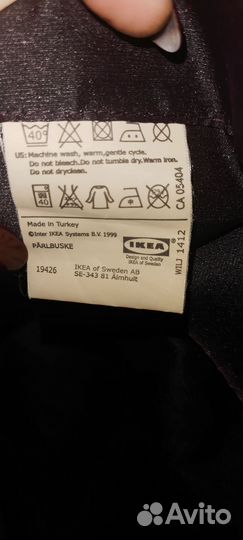 40°
US: Machine wash, warm, gentle cycle.
Do not bleach. Do not tumble dry. Warm iron.
Do not dryclean.
40
CA 05404
Made in Turkey
©Inter IKEA Systems B.V. 1999
PÄRLBUSKE
IKEA
Design and Quality
IKEA of Sweden
WILJ 1412
19426
IKEA of Sweden AB
SE-343 81 Älmhult
Avito